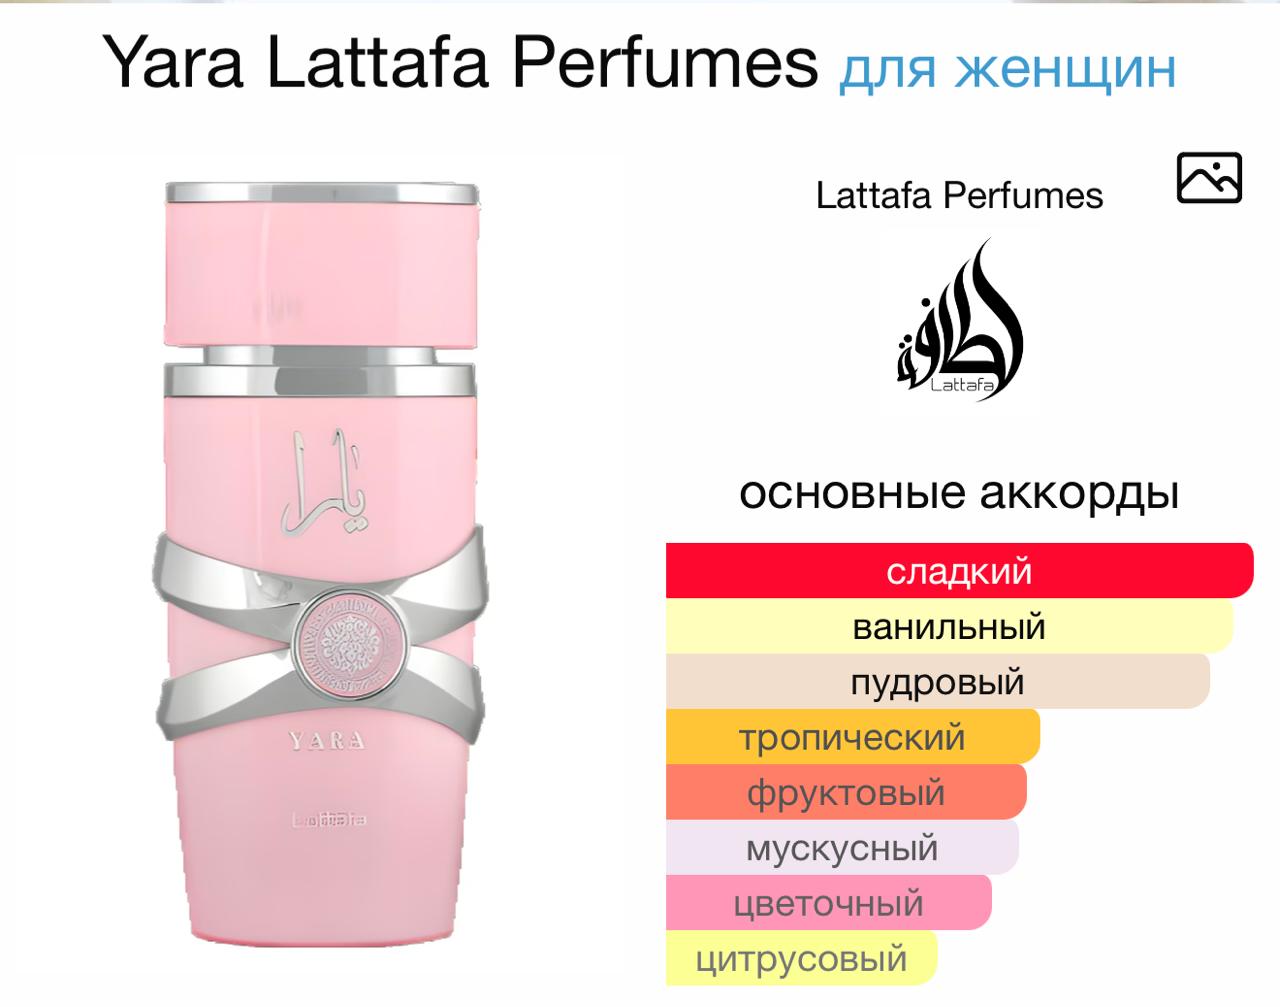 Yara Lattafa Perfumes для женщин
Lattafa Perfumes
لطافة
Lattafa
يارا
YARA
Lattafa
основные аккорды
сладкий
ванильный
пудровый
тропический
фруктовый
мускусный
цветочный
цитрусовый